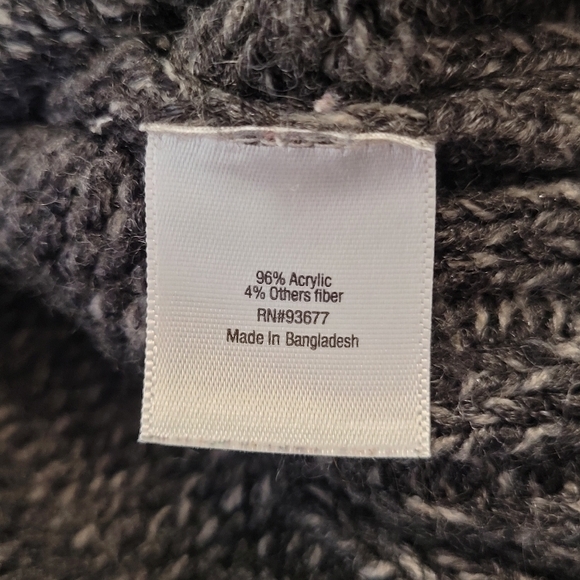 96% Acrylic
4% Others fiber
RN#93677
Made In Bangladesh